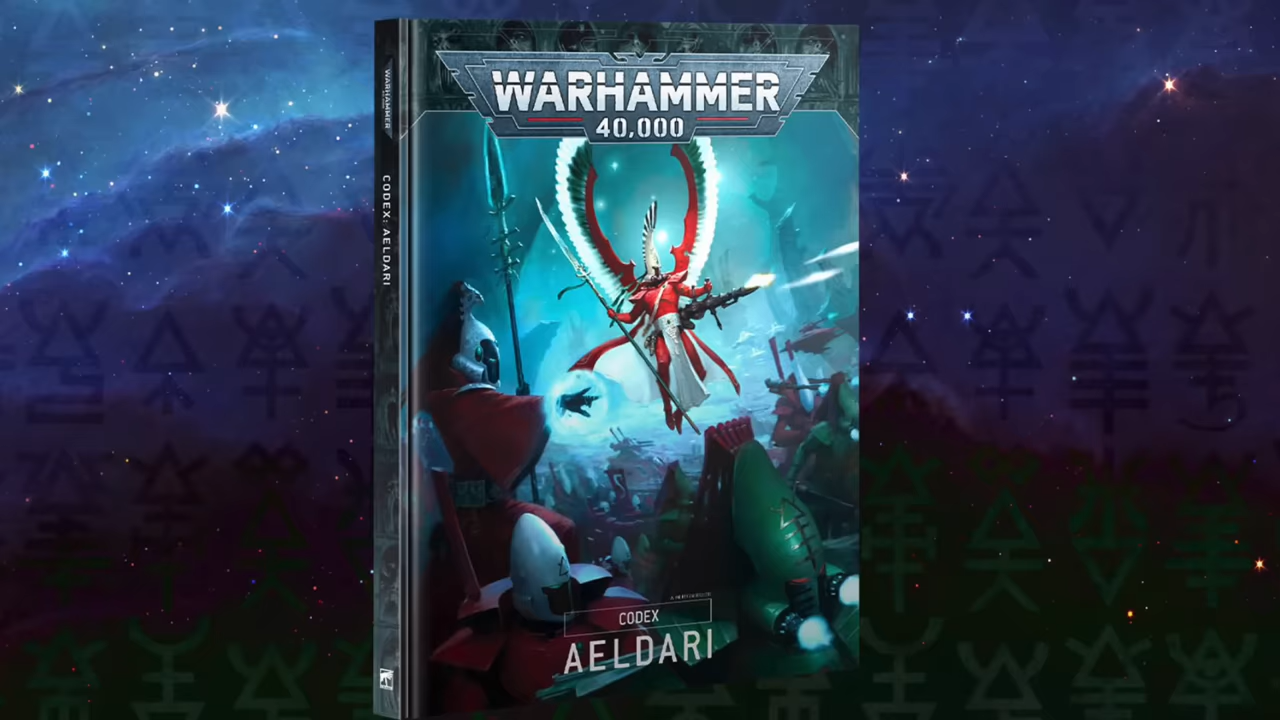 WARHAMMER
40,000
WARHAMMER
CODEX: AELDARI
CODEX
AELDARI